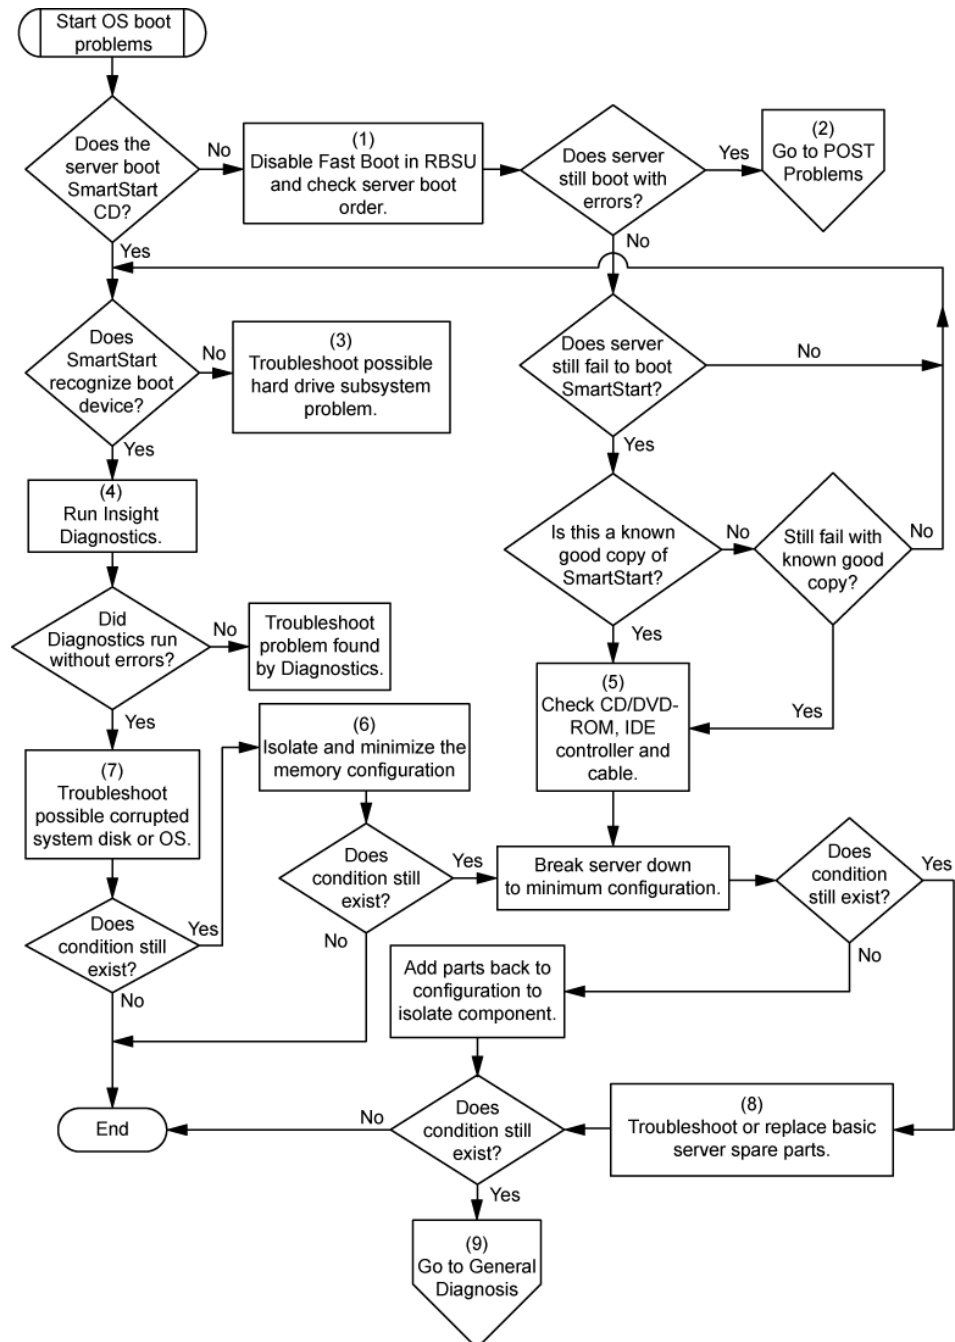 Start OS boot
problems
Does the
server boot
SmartStart
CD?
No
(1)
Disable Fast Boot in RBSU
and check server boot
order.
Does server
still boot with
errors?
Yes
(2)
Go to POST
Problems
Yes
No
Does
SmartStart
recognize boot
device?
No
(3)
Troubleshoot possible
hard drive subsystem
problem.
Does server
still fail to boot
SmartStart?
No
Yes
Yes
(4)
Run Insight
Diagnostics.
Is this a known
good copy of
SmartStart?
No
Still fail with
known good
copy?
No
Did
Diagnostics run
without errors?
No
Troubleshoot
problem found
by Diagnostics.
Yes
Yes
Yes
(5)
Check CD/DVD-
ROM, IDE
controller and
cable.
(6)
Isolate and minimize the
memory configuration
(7)
Troubleshoot
possible corrupted
system disk or OS.
Does
condition still
exist?
Yes
Break server down
to minimum configuration.
Does
condition still
exist?
Yes
Does
condition still
exist?
Yes
No
No
No
Add parts back to
configuration to
isolate component.
End
No
Does
condition still
exist?
(8)
Troubleshoot or replace basic
server spare parts.
Yes
(9)
Go to General
Diagnosis